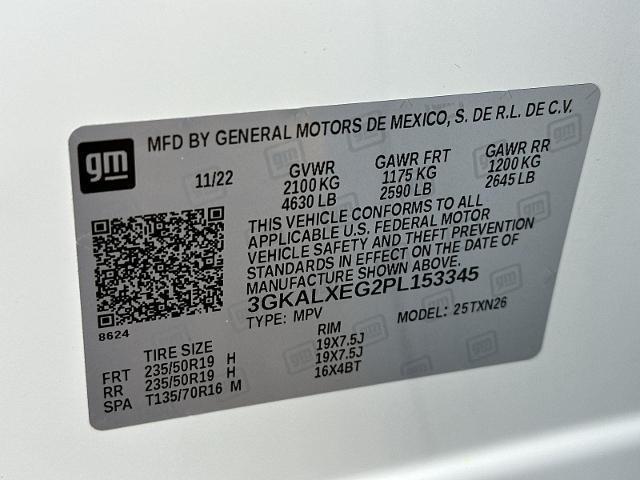 gm
MFD BY GENERAL MOTORS DE MEXICO, S. DE R.L. DE C.V.
11/22
GVWR
2100 KG
4630 LB
GAWR FRT
1175 KG
2590 LB
GAWR RR
1200 KG
2645 LB
THIS VEHICLE CONFORMS TO ALL
APPLICABLE U.S. FEDERAL MOTOR
VEHICLE SAFETY AND THEFT PREVENTION
STANDARDS IN EFFECT ON THE DATE OF
MANUFACTURE SHOWN ABOVE.
3GKALXEG2PL153345
TYPE: MPV MODEL: 25TXN26
8624
TIRE SIZE RIM
FRT 235/50R19 H 19X7.5J
RR 235/50R19 H 19X7.5J
SPA T135/70R16 M 16X4BT